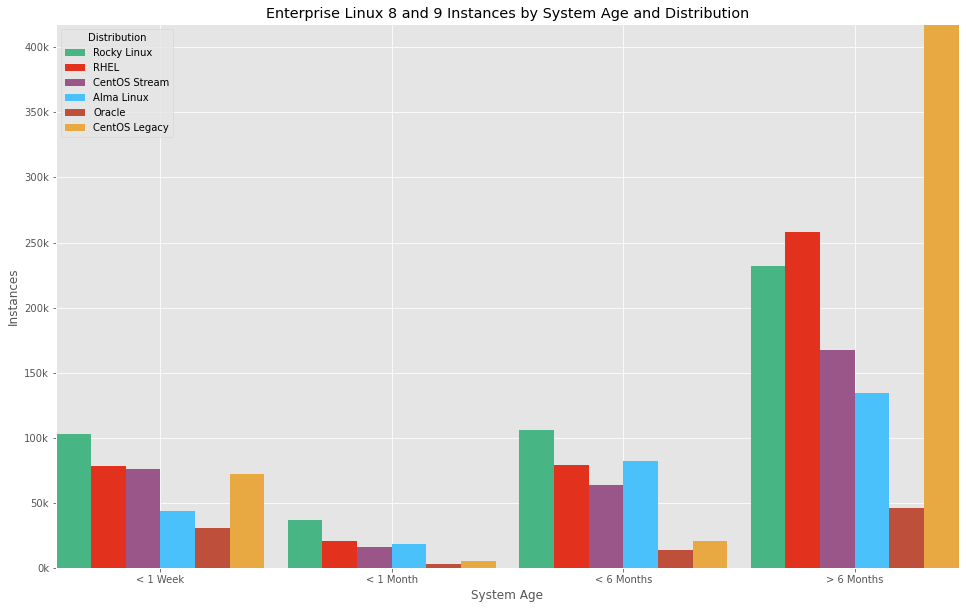 Enterprise Linux 8 and 9 Instances by System Age and Distribution
Distribution
Rocky Linux
RHEL
CentOS Stream
Alma Linux
Oracle
CentOS Legacy
400k
350k
300k
250k
200k
150k
100k
50k
0k
Instances
< 1 Week
< 1 Month
< 6 Months
> 6 Months
System Age